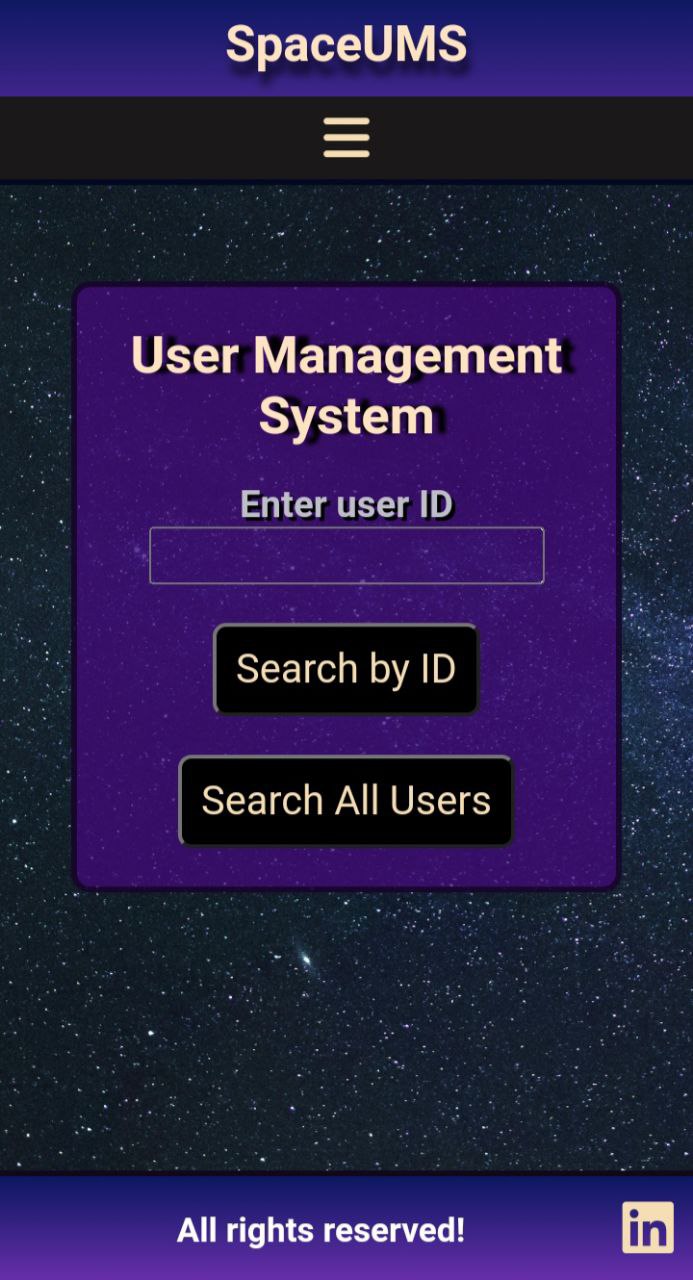 SpaceUMS
User Management
System
Enter user ID
Search by ID
Search All Users
All rights reserved!
in